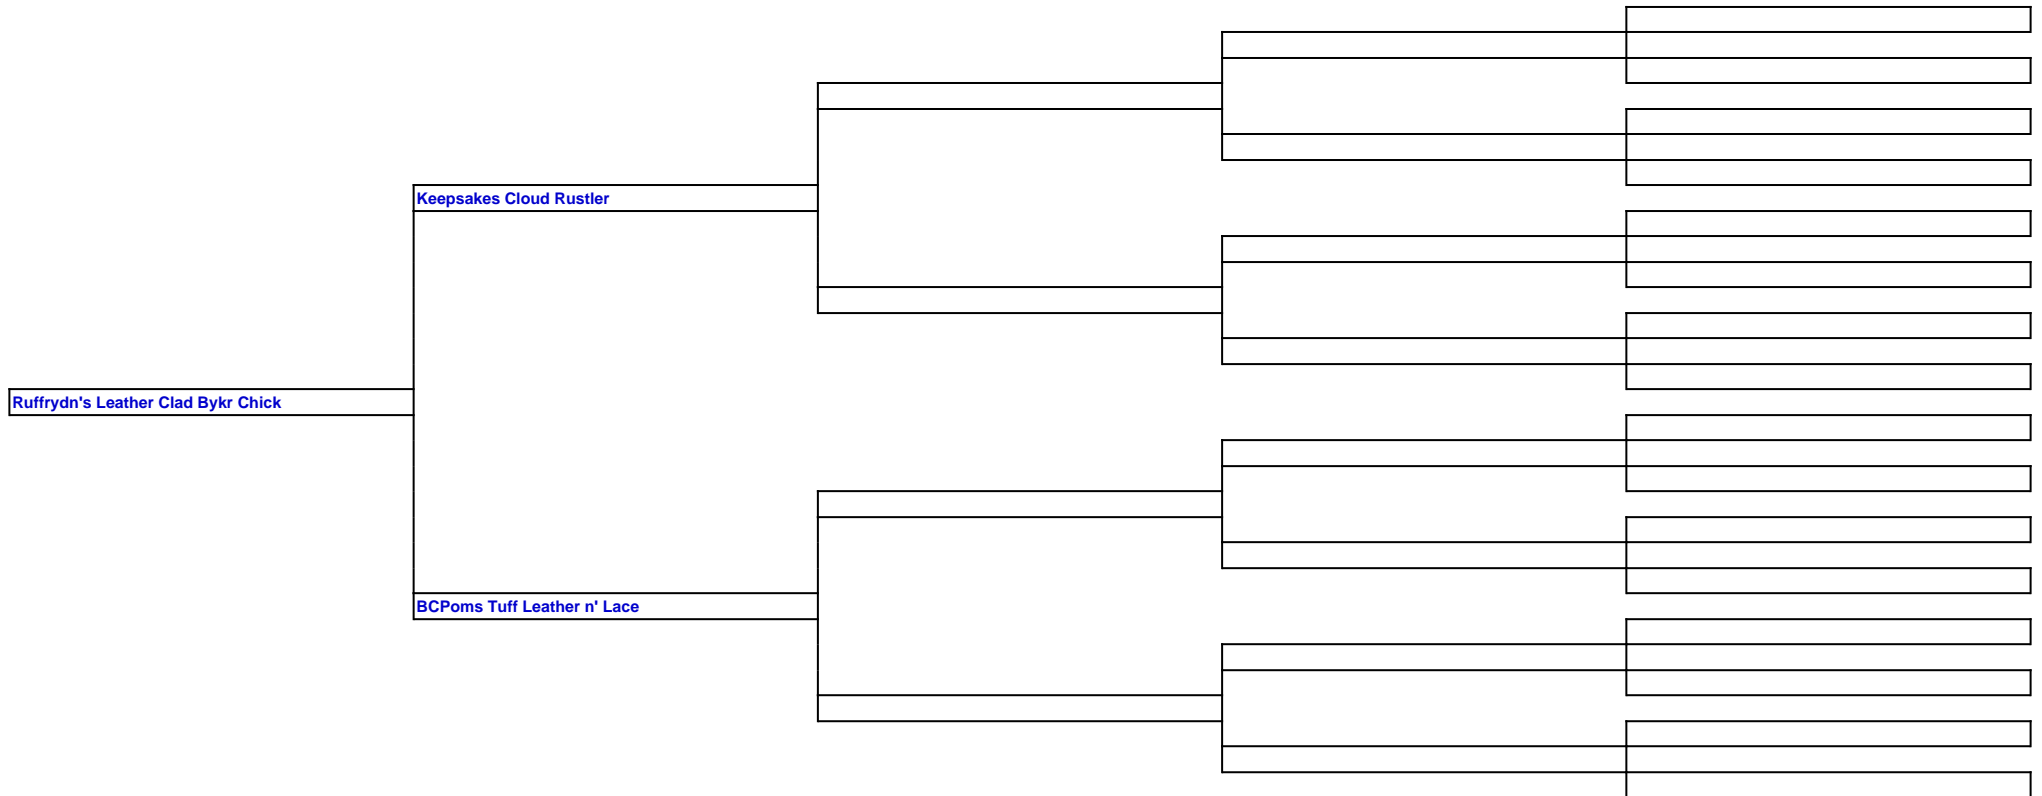 Keepsakes Cloud Rustler
Ruffrydn's Leather Clad Bykr Chick
BCPoms Tuff Leather n' Lace